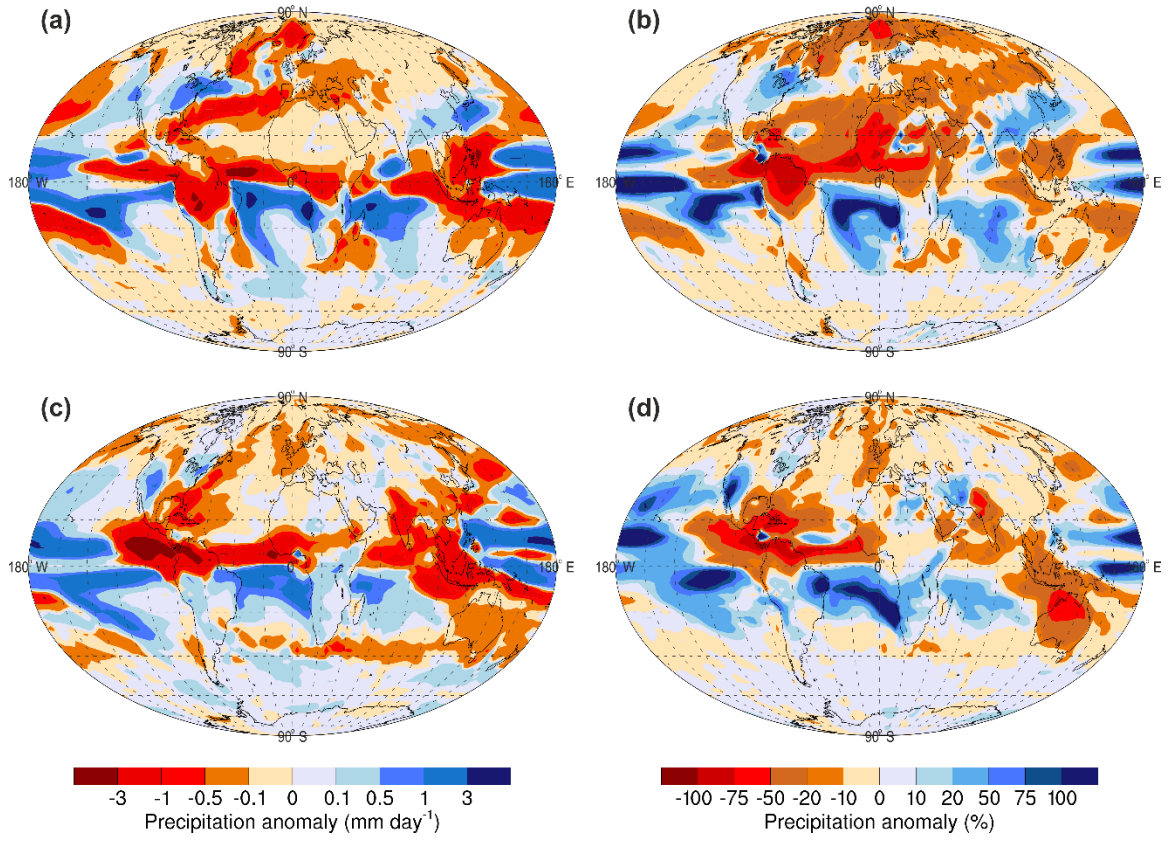 (a) (b)
90° N 90° N
180° W 0° 180° E 180° W 0° 180° E
90° S 90° S
(c) (d)
90° N 90° N
180° W 0° 180° E 180° W 0° 180° E
90° S 90° S
-3 -1 -0.5 -0.1 0 0.1 0.5 1 3 -100 -75 -50 -20 -10 0 10 20 50 75 100
Precipitation anomaly (mm day⁻¹) Precipitation anomaly (%)